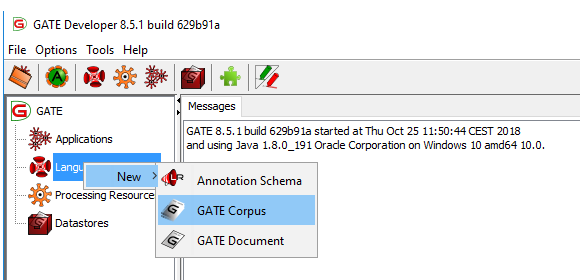 GATE Developer 8.5.1 build 629b91a
File Options Tools Help
GATE
Applications
Langu
Processing Resource
Datastores
New
Annotation Schema
GATE Corpus
GATE Document
Messages
GATE 8.5.1 build 629b91a started at Thu Oct 25 11:50:44 CEST 2018
and using Java 1.8.0_191 Oracle Corporation on Windows 10 amd64 10.0.